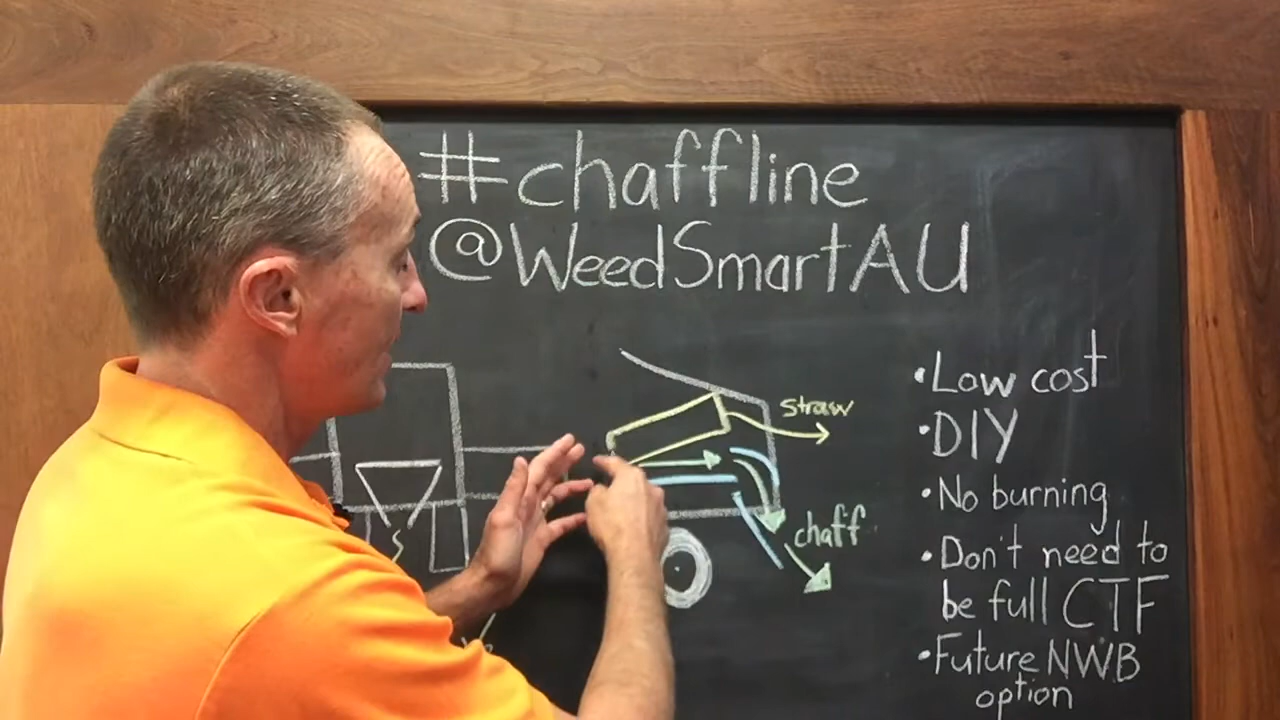 #chaffline
@WeedSmartAU
straw
chaff
•Low cost
•DIY
•No burning
•Don't need to
be full CTF
•Future NWB
option